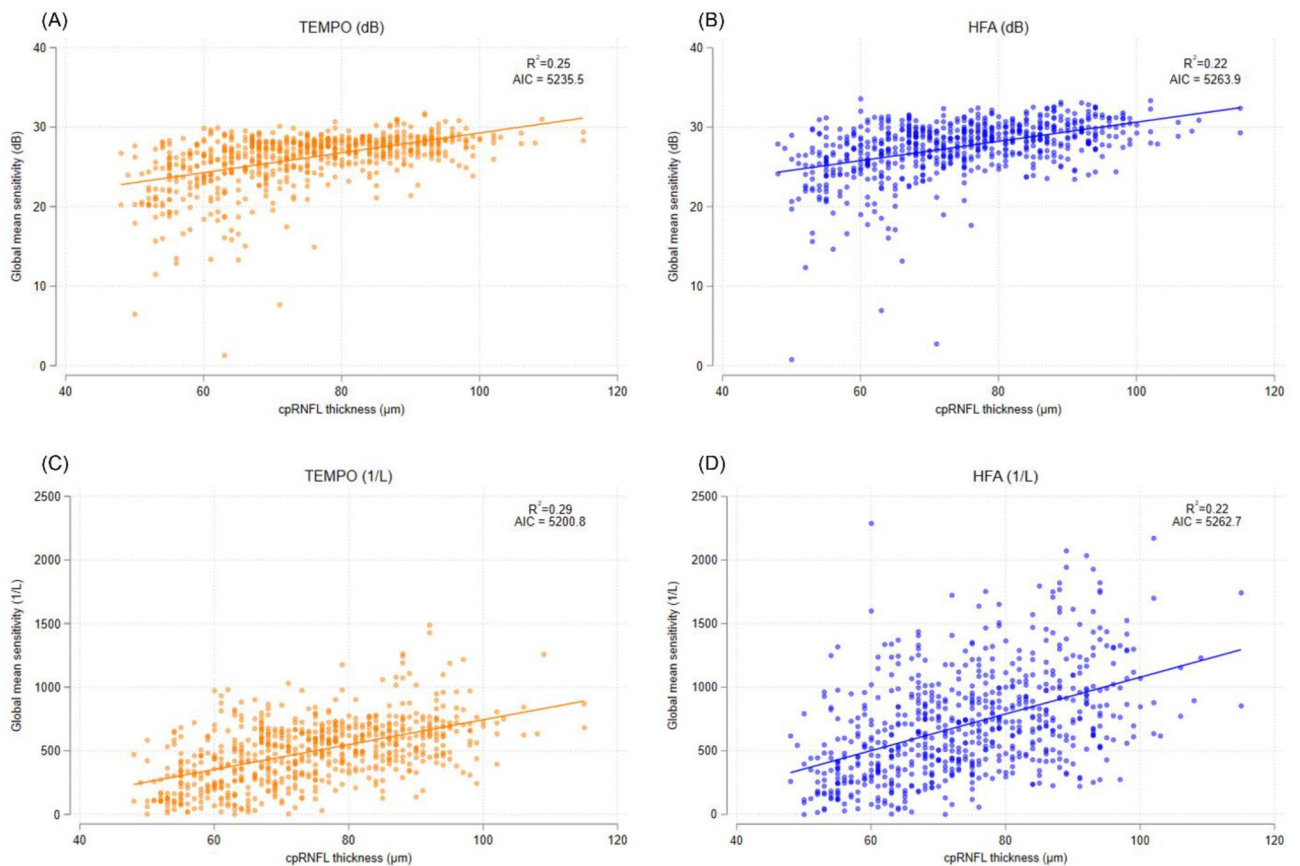 (A)
TEMPO (dB)
R²=0.25
AIC = 5235.5
40
30
20
10
0
Global mean sensitivity (dB)
40
60
80
100
120
cpRNFL thickness (µm)
(B)
HFA (dB)
R²=0.22
AIC = 5263.9
40
30
20
10
0
Global mean sensitivity (dB)
40
60
80
100
120
cpRNFL thickness (µm)
(C)
TEMPO (1/L)
R²=0.29
AIC = 5200.8
2500
2000
1500
1000
500
0
Global mean sensitivity (1/L)
40
60
80
100
120
cpRNFL thickness (µm)
(D)
HFA (1/L)
R²=0.22
AIC = 5262.7
2500
2000
1500
1000
500
0
Global mean sensitivity (1/L)
40
60
80
100
120
cpRNFL thickness (µm)